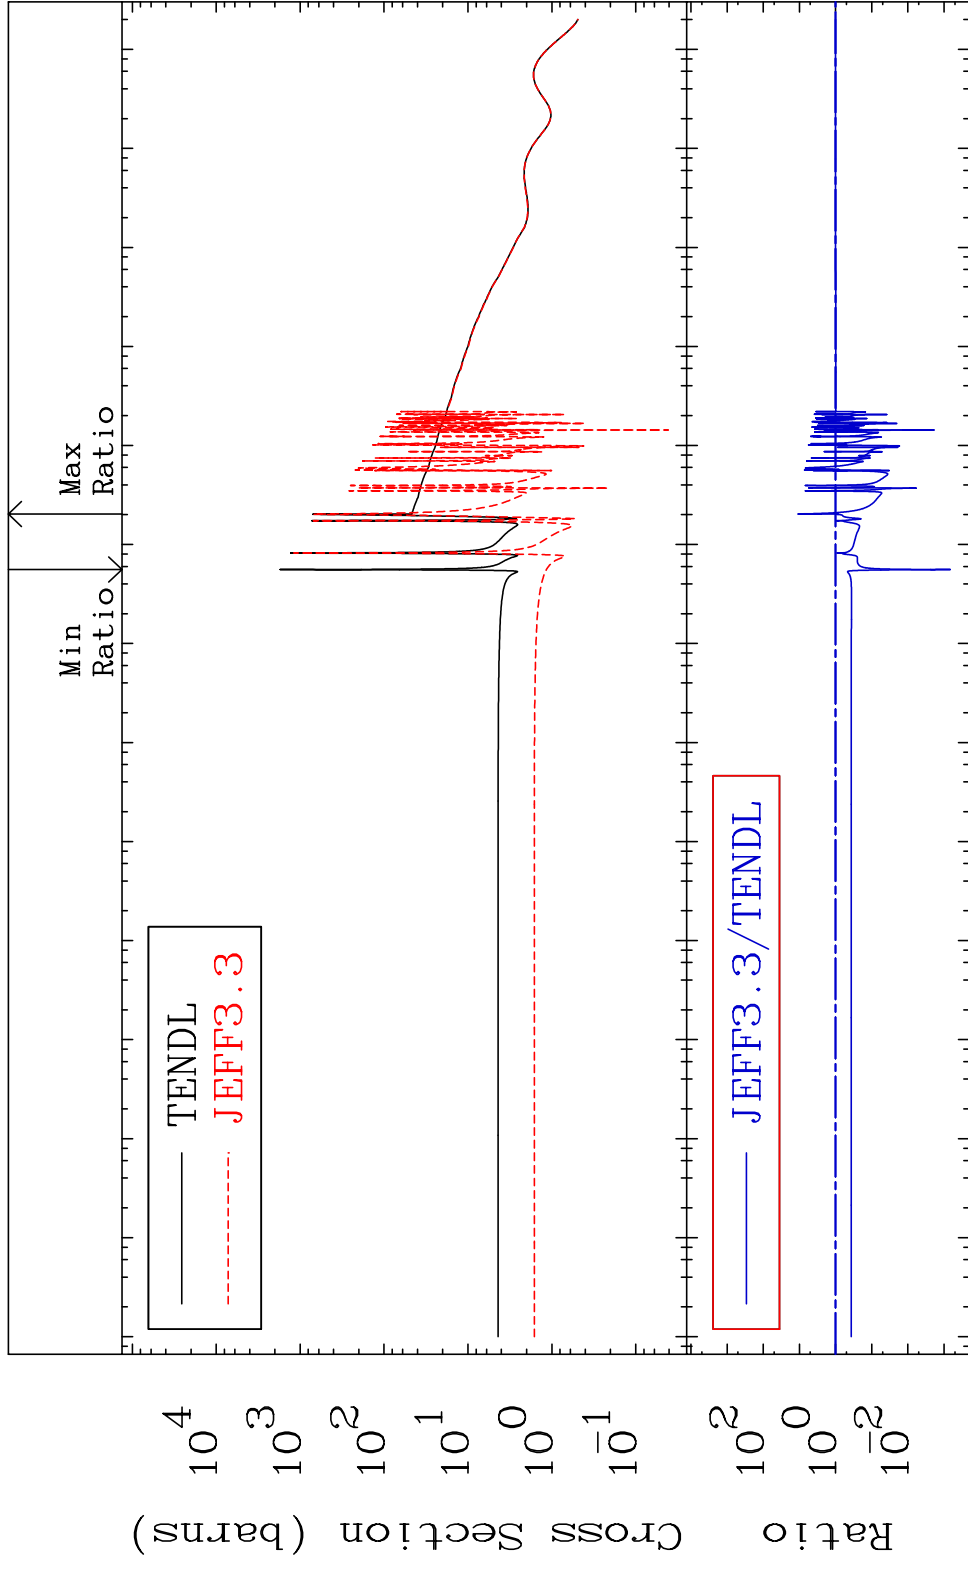 Min
Ratio
Max
Ratio
TENDL
JEFF3.3
10^4
10^3
10^2
10^1
10^0
10^-1
Cross Section (barns)
JEFF3.3/TENDL
10^2
10^0
10^-2
Ratio